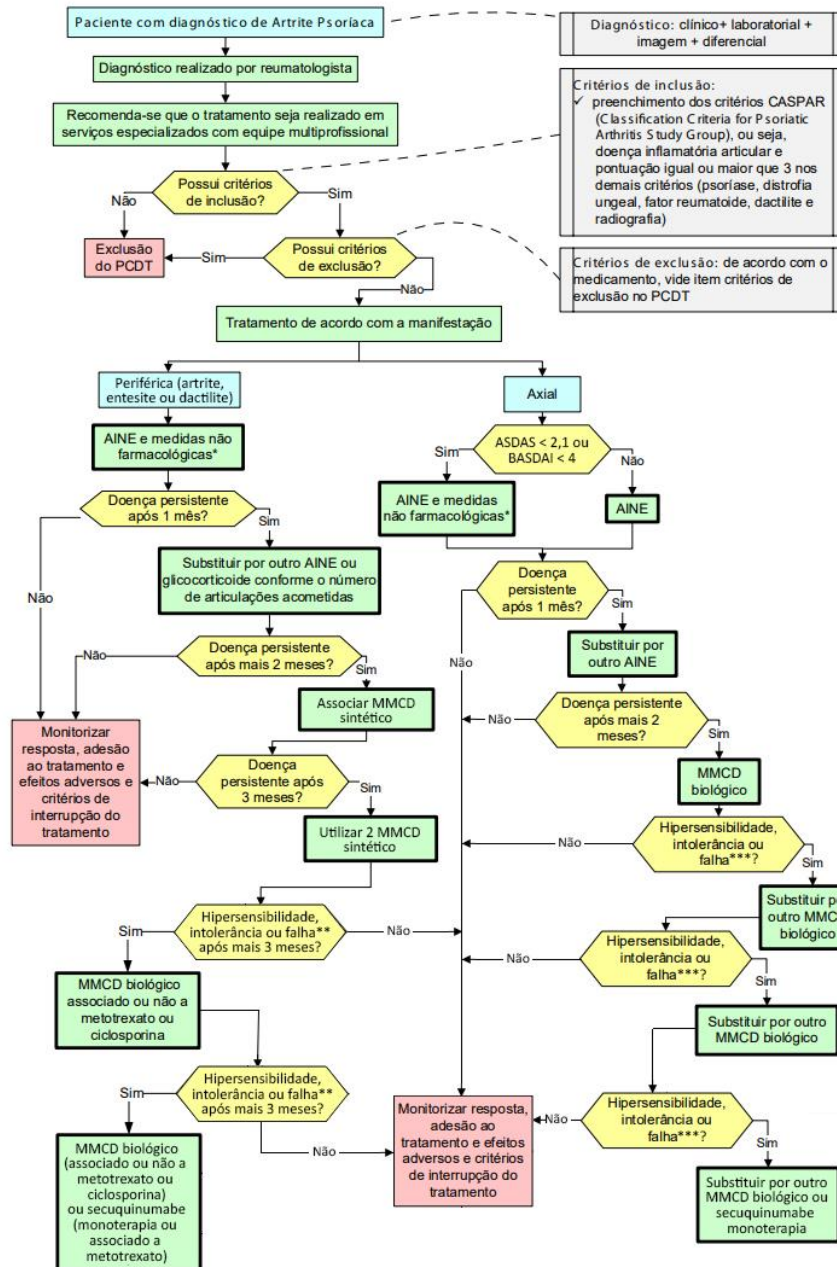 Paciente com diagnóstico de Artrite Psoríaca
Diagnóstico: clínico+ laboratorial +
imagem + diferencial
Diagnóstico realizado por reumatologista
Recomenda-se que o tratamento seja realizado em
serviços especializados com equipe multiprofissional
Critérios de inclusão:
✓ preenchimento dos critérios CASPAR
(Classification Criteria for Psoriatic
Arthritis Study Group), ou seja,
doença inflamatória articular e
pontuação igual ou maior que 3 nos
demais critérios (psoríase, distrofia
ungeal, fator reumatoide, dactilite e
radiografia)
Possui critérios
de inclusão?
Não
Sim
Exclusão
do PCDT
Sim
Possui critérios
de exclusão?
Não
Critérios de exclusão: de acordo com o
medicamento, vide item critérios de
exclusão no PCDT
Tratamento de acordo com a manifestação
Periférica (artrite,
entesite ou dactilite)
AINE e medidas não
farmacológicas*
Doença persistente
após 1 mês?
Sim
Não
Substituir por outro AINE ou
glicocorticoide conforme o número
de articulações acometidas
Doença persistente
após mais 2 meses?
Não
Sim
Associar MMCD
sintético
Doença
persistente após
3 meses?
Não
Sim
Monitorizar
resposta, adesão
ao tratamento e
efeitos adversos e
critérios de
interrupção do
tratamento
Utilizar 2 MMCD
sintético
Hipersensibilidade,
intolerância ou falha**
após mais 3 meses?
Sim
Não
MMCD biológico
associado ou não a
metotrexato ou
ciclosporina
Hipersensibilidade,
intolerância ou falha**
após mais 3 meses?
Sim
Não
MMCD biológico
(associado ou não a
metotrexato ou
ciclosporina)
ou secuquinumabe
(monoterapia ou
associado a
metotrexato)
Axial
ASDAS < 2,1 ou
BASDAI < 4
Sim
Não
AINE e medidas
não farmacológicas*
AINE
Doença
persistente
após 1 mês?
Sim
Não
Substituir por
outro AINE
Doença persistente
após mais 2
meses?
Não
Sim
MMCD
biológico
Hipersensibilidade,
intolerância ou
falha***?
Não
Sim
Substituir
outro
biológico
Hipersensibilidade,
intolerância ou
falha***?
Não
Sim
Substituir por outro
MMCD biológico
Hipersensibilidade,
intolerância ou
falha***?
Não
Sim
Monitorizar resposta,
adesão ao
tratamento e efeitos
adversos e critérios
de interrupção do
tratamento
Substituir por outro
MMCD biológico ou
secuquinumabe
monoterapia